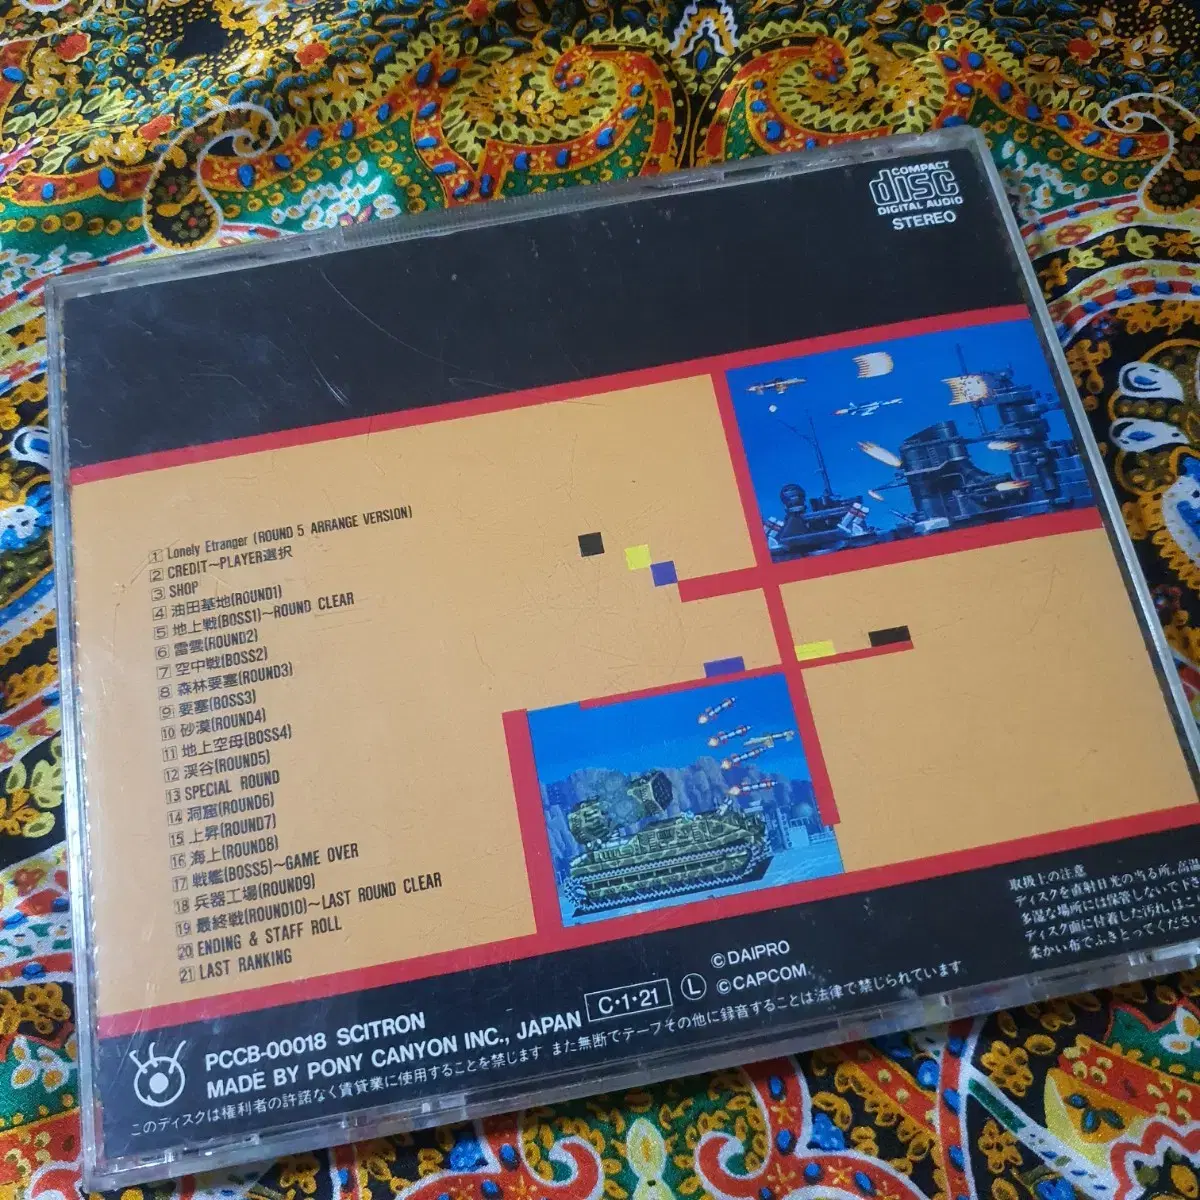 COMPACT
disc
DIGITAL AUDIO
STEREO
1 Lonely Etranger (ROUND 5 ARRANGE VERSION)
2 CREDIT〜PLAYER選択
3 SHOP
4 油田基地(ROUND1)
5 地上戦(BOSS1)〜ROUND CLEAR
6 雷雲(ROUND2)
7 空中戦(BOSS2)
8 森林要塞(ROUND3)
9 要塞(BOSS3)
10 砂漠(ROUND4)
11 地上空母(BOSS4)
12 渓谷(ROUND5)
13 SPECIAL ROUND
14 洞窟(ROUND6)
15 上昇(ROUND7)
16 海上(ROUND8)
17 戦艦(BOSS5)〜GAME OVER
18 兵器工場(ROUND9)
19 最終戦(ROUND10)〜LAST ROUND CLEAR
20 ENDING & STAFF ROLL
21 LAST RANKING
取扱上の注意
ディスクを直射日光の当る所,高温
多湿な場所には保管しないで下さ
ディスク面に付着した汚れ,はこ
柔かい布でふきとってください
©DAIPRO
©CAPCOM
C・1・21 L
PCCB-00018 SCITRON
MADE BY PONY CANYON INC., JAPAN
このディスクは権利者の許諾なく賃貸業に使用することを禁じます.また無断でテープその他に録音することは法律で禁じられています.